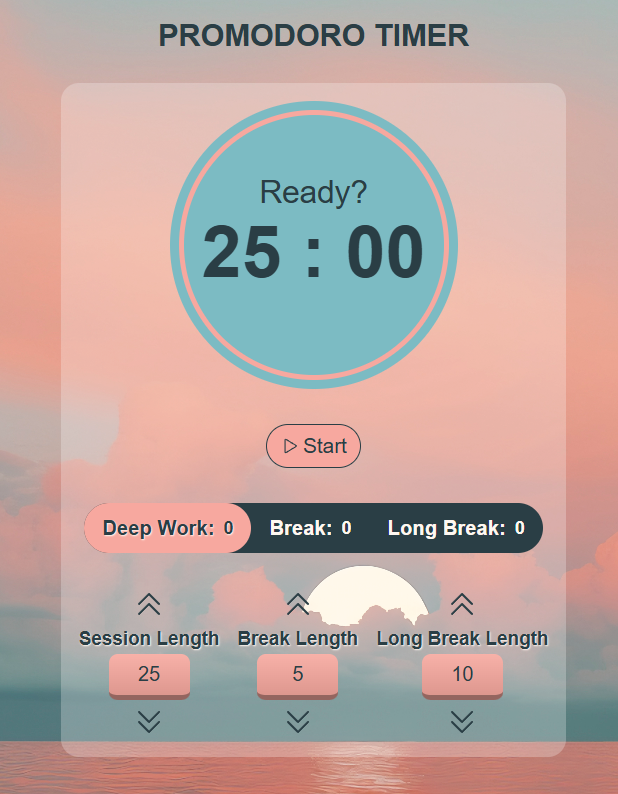 PROMODORO TIMER
Ready?
25 : 00
Start
Deep Work: 0 Break: 0 Long Break: 0
Session Length Break Length Long Break Length
25 5 10